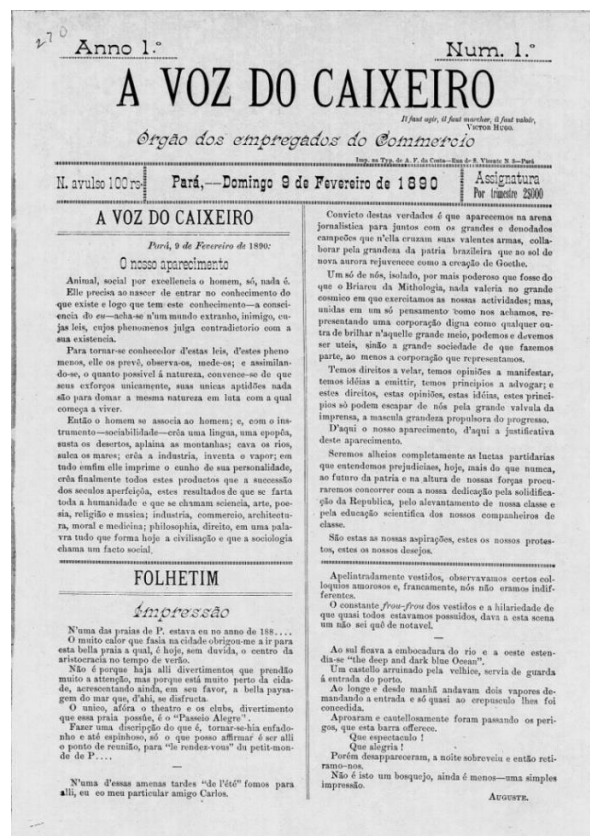 270
Anno 1.º
Num. 1.º
A VOZ DO CAIXEIRO
Il faut agir, il faut marcher, il faut valoir,
VICTOR HUGO.
Órgão dos empregados do Commercio
Imp. na Typ. de A. F. da Costa—Rua de S. Vicente N 3—Pará
N. avulso 100 rs
Pará,—Domingo 9 de Fevereiro de 1890
Assignatura
Por trimestre 2$000
A VOZ DO CAIXEIRO
Pará, 9 de Fevereiro de 1890:
O nosso aparecimento
Animal, social por excellencia o homem, só, nada é.
Elle precisa ao nascer de entrar no conhecimento do
que existe e logo que tem este conhecimento—a consci-
encia do eu—acha-se n'um mundo extranho, inimigo, cu-
jas leis, cujos phenomenos julga contradictorio com a
sua existencia.
Para tornar-se conhecedor d'estas leis, d'estes pheno
menos, elle os prevê, observa-os, mede-os; e assimilan-
do-se, o quanto possivel á natureza, convence-se de que
seus exforços unicamente, suas unicas aptidões nada
são para domar a mesma natureza em luta com a qual
começa a viver.
Então o homem se associa ao homem; e, com o ins-
trumento—sociabilidade—crêa uma lingua, uma epopêa,
susta os desertos, aplaina as montanhas; cava os rios,
sulca os mares; crêa a industria, inventa o vapor; em
tudo emfim elle imprime o cunho de sua personalidade,
crêa finalmente todos estes productos que a successão
dos seculos aperfeiçôa, estes resultados de que se farta
toda a humanidade e que se chamam sciencia, arte, poe-
sia, religião e musica; industria, commercio, architectu-
ra, moral e medicina; philosophia, direito, em uma pala-
vra tudo que forma hoje a civilisação e que a sociologia
chama um facto social.
Convicto destas verdades é que aparecemos na arena
jornalistica para juntos com os grandes e denodados
campeões que n'ella cruzam suas valentes armas, colla-
borar pela grandeza da patria brazileira que no sol de
nova aurora rejuvenece como a creação de Goethe.
Um só de nós, isolado, por mais poderoso que fosse do
que o Briareu da Mithologia, nada valeria no grande
cosmico em que exercitamos as nossas actividades; mas,
unidas em um só pensamento como nos achamos, re-
presentando uma corporação digna como qualquer ou-
tra de brilhar n'aquelle grande meio, podemos e devemos
ser uteis, sinão a grande sociedade de que fazemos
parte, ao menos a corporação que representamos.
Temos direitos a velar, temos opiniões a manifestar,
temos idéias a emittir, temos principios a advogar; e
estes direitos, estas opiniões, estas idéias, estes princi-
pios só podem escapar de nós pela grande valvula da
imprensa, a mascula grandeza propulsora do progresso.
D'aqui o nosso aparecimento, d'aqui a justificativa
deste aparecimento.
Seremos alheios completamente as luctas partidarias
que entendemos prejudiciaes, hoje, mais do que nunca,
ao futuro da patria e na altura de nossas forças procu-
raremos concorrer com a nossa dedicação pela solidifica-
ção da Republica, pelo alevantamento de nossa classe e
pela educação scientifica dos nossos companheiros de
classe.
São estas as nossas aspirações, estes os nossos protes-
tos, estes os nossos desejos.
FOLHETIM
Impressão
N'uma das praias de P. estava eu no anno de 188....
O muito calor que fasia na cidade obrigou-me a ir para
esta bella praia a qual, é hoje, sem duvida, o centro da
aristocracia no tempo de verão.
Não é porque haja alli divertimentos que prendão
muito a attenção, mas porque está muito perto da cida-
de, acrescentando ainda, em seu favor, a bella paysa-
gem do mar que, d'ahi, se disfructa.
O unico, afóra o theatro e os clubs, divertimento
que essa praia possûe, é o "Passeio Alegre".
Fazer uma discripção do que é, tornar-se-hia enfado-
nho e até espinhoso, só o que posso affirmar é ser alli
o ponto de reunião, para "le rendes-vous" du petit-mon-
de de P....
—
N'uma d'essas amenas tardes "de l'été" fomos para
alli, eu eo meu particular amigo Carlos.
Apelintradamente vestidos, observavamos certos col-
loquios amorosos e, francamente, nós não eramos indif-
ferentes.
O constante frou-frou dos vestidos e a hilariedade de
que quasi todos estavamos possuidos, dava a esta scena
um não sei quê de notavel.
—
Ao sul ficava a embocadura do rio e a oeste esten-
dia-se "the deep and dark blue Ocean".
Um castello arruinado pela velhice, servia de guarda
á entrada do porto.
Ao longe e desde manhã andavam dois vapores de-
mandando a entrada e só quasi ao crepusculo lhes foi
concedida.
Aproaram e cautellosamente foram passando os peri-
gos, que esta barra offerece.
Que espectaculo !
Que alegria !
Porém desappareceram, a noite sobreveiu e então reti-
ramo-nos.
Não é isto um bosquejo, ainda é menos—uma simples
impressão.
AUGUSTE.